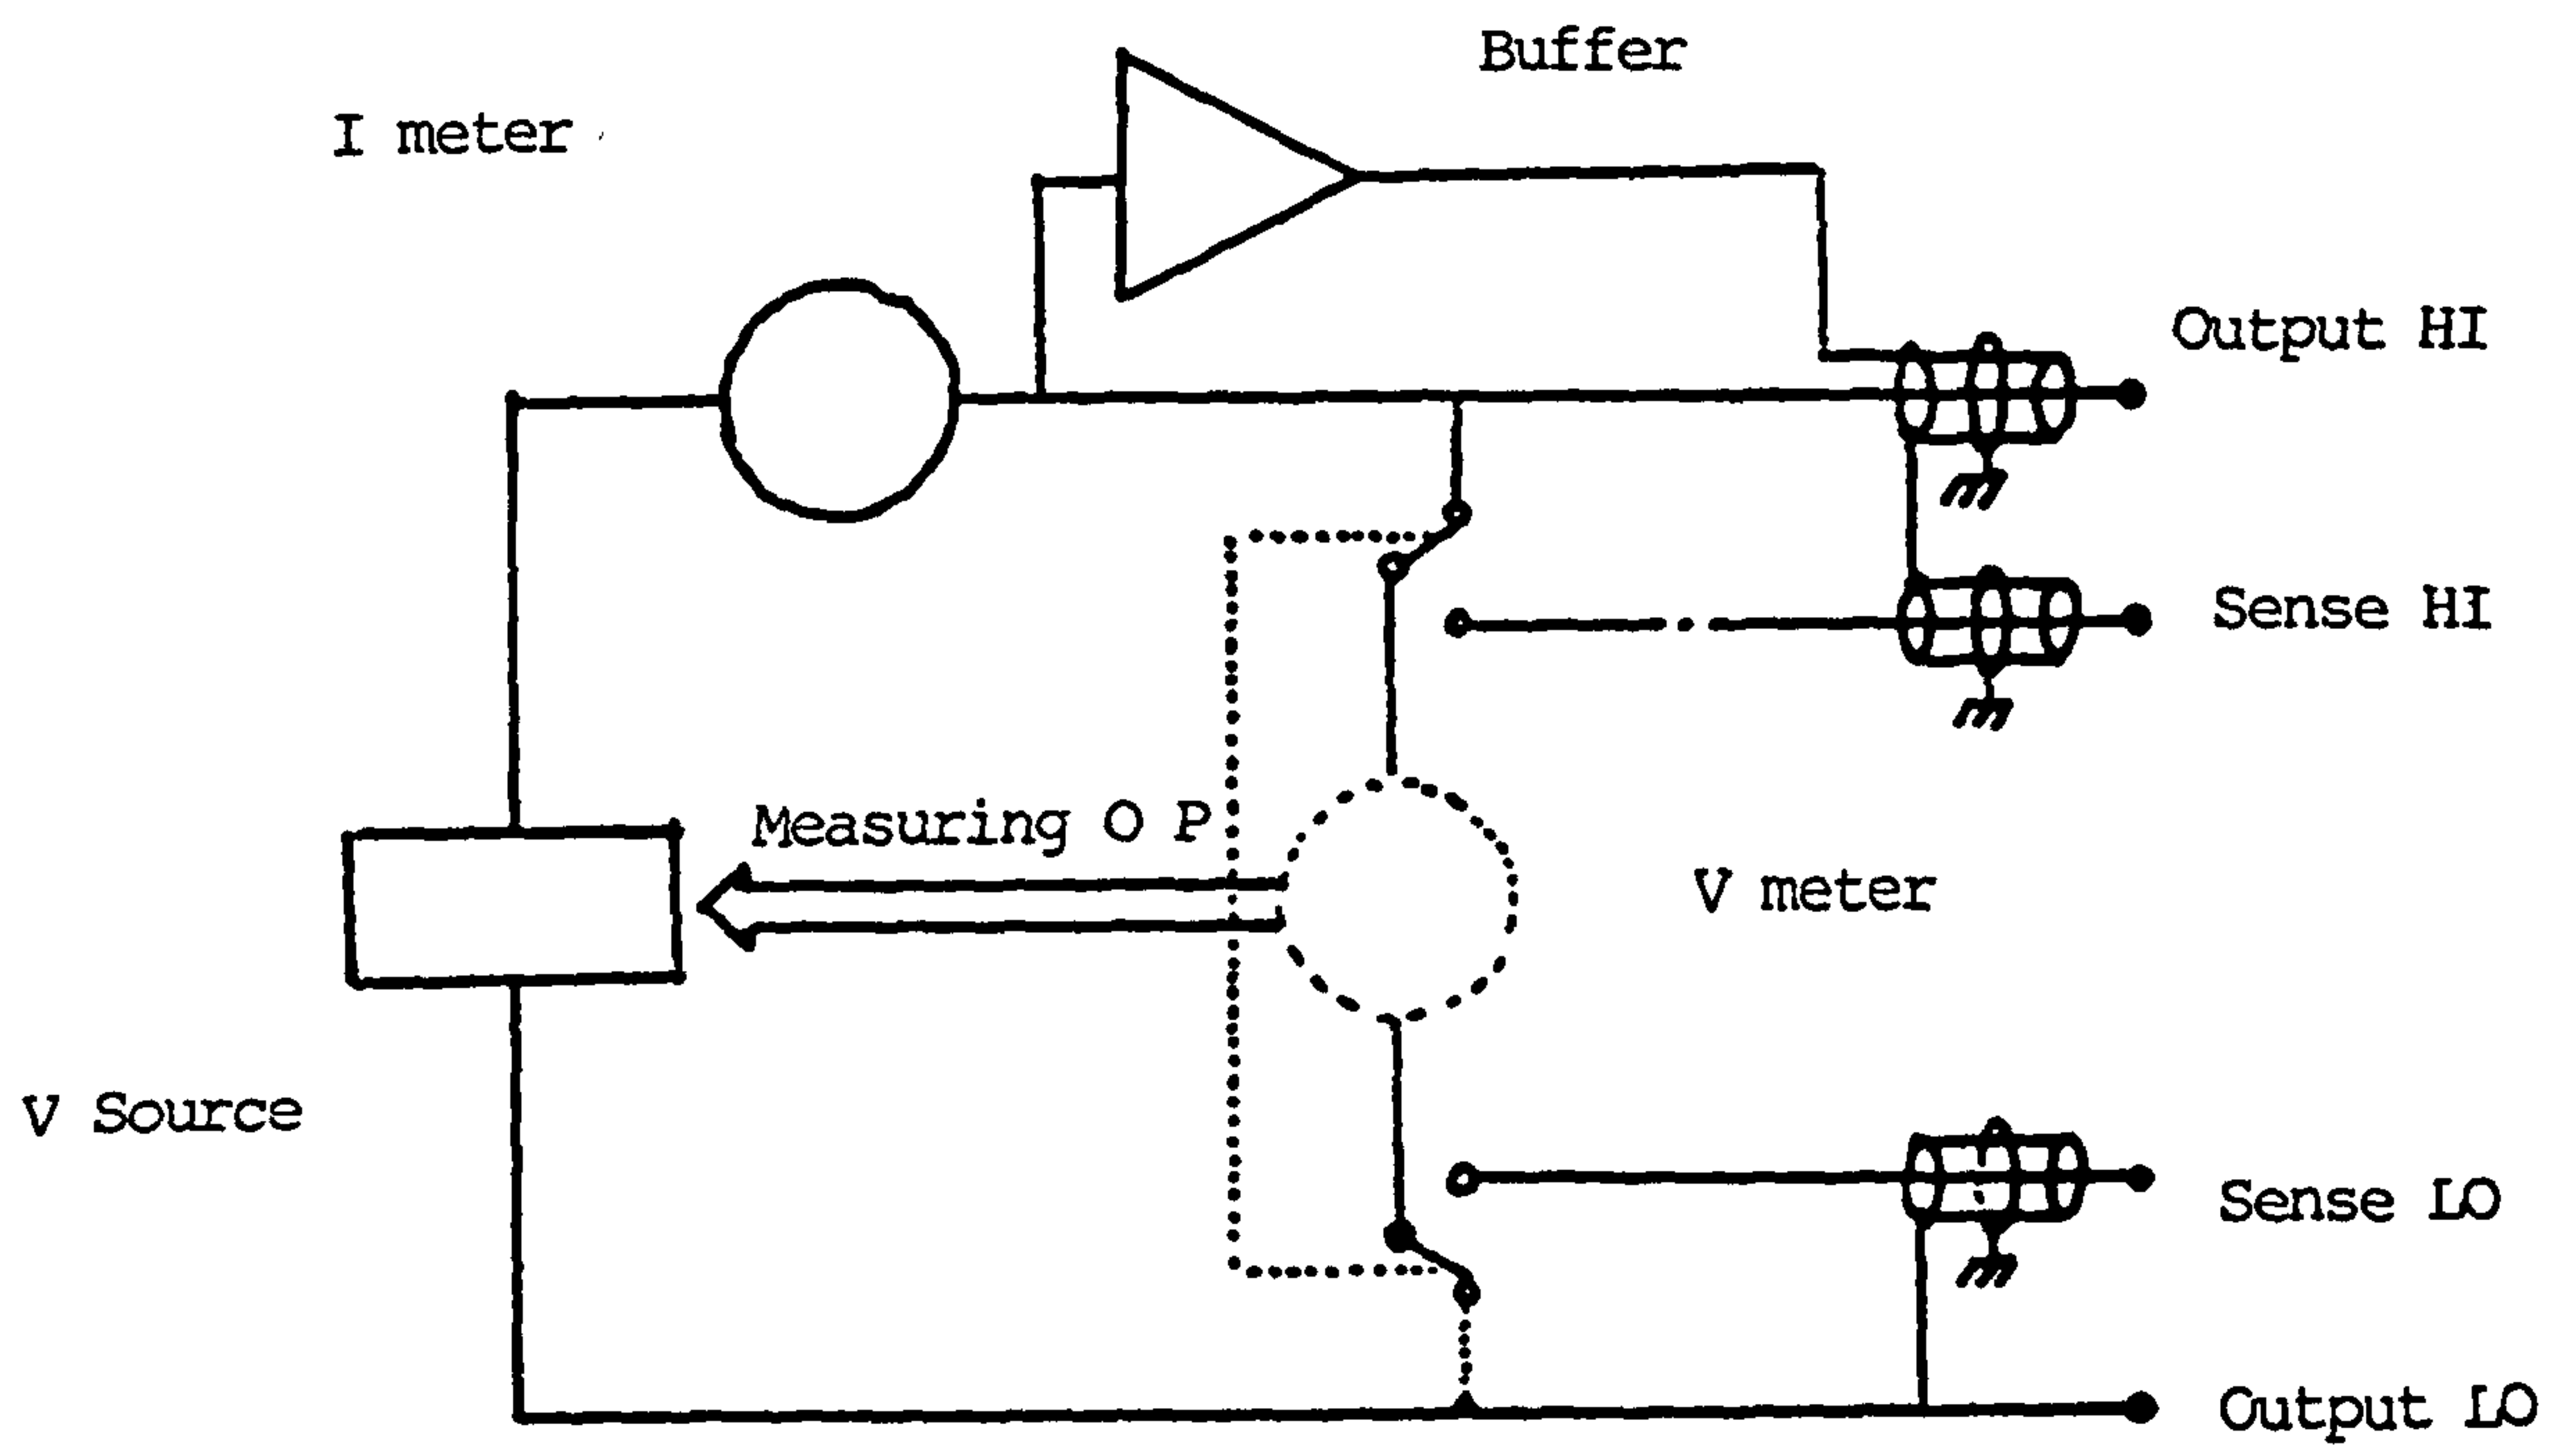 Buffer
I meter
Output HI
Sense HI
Measuring O P
V meter
V Source
Sense LO
Output LO